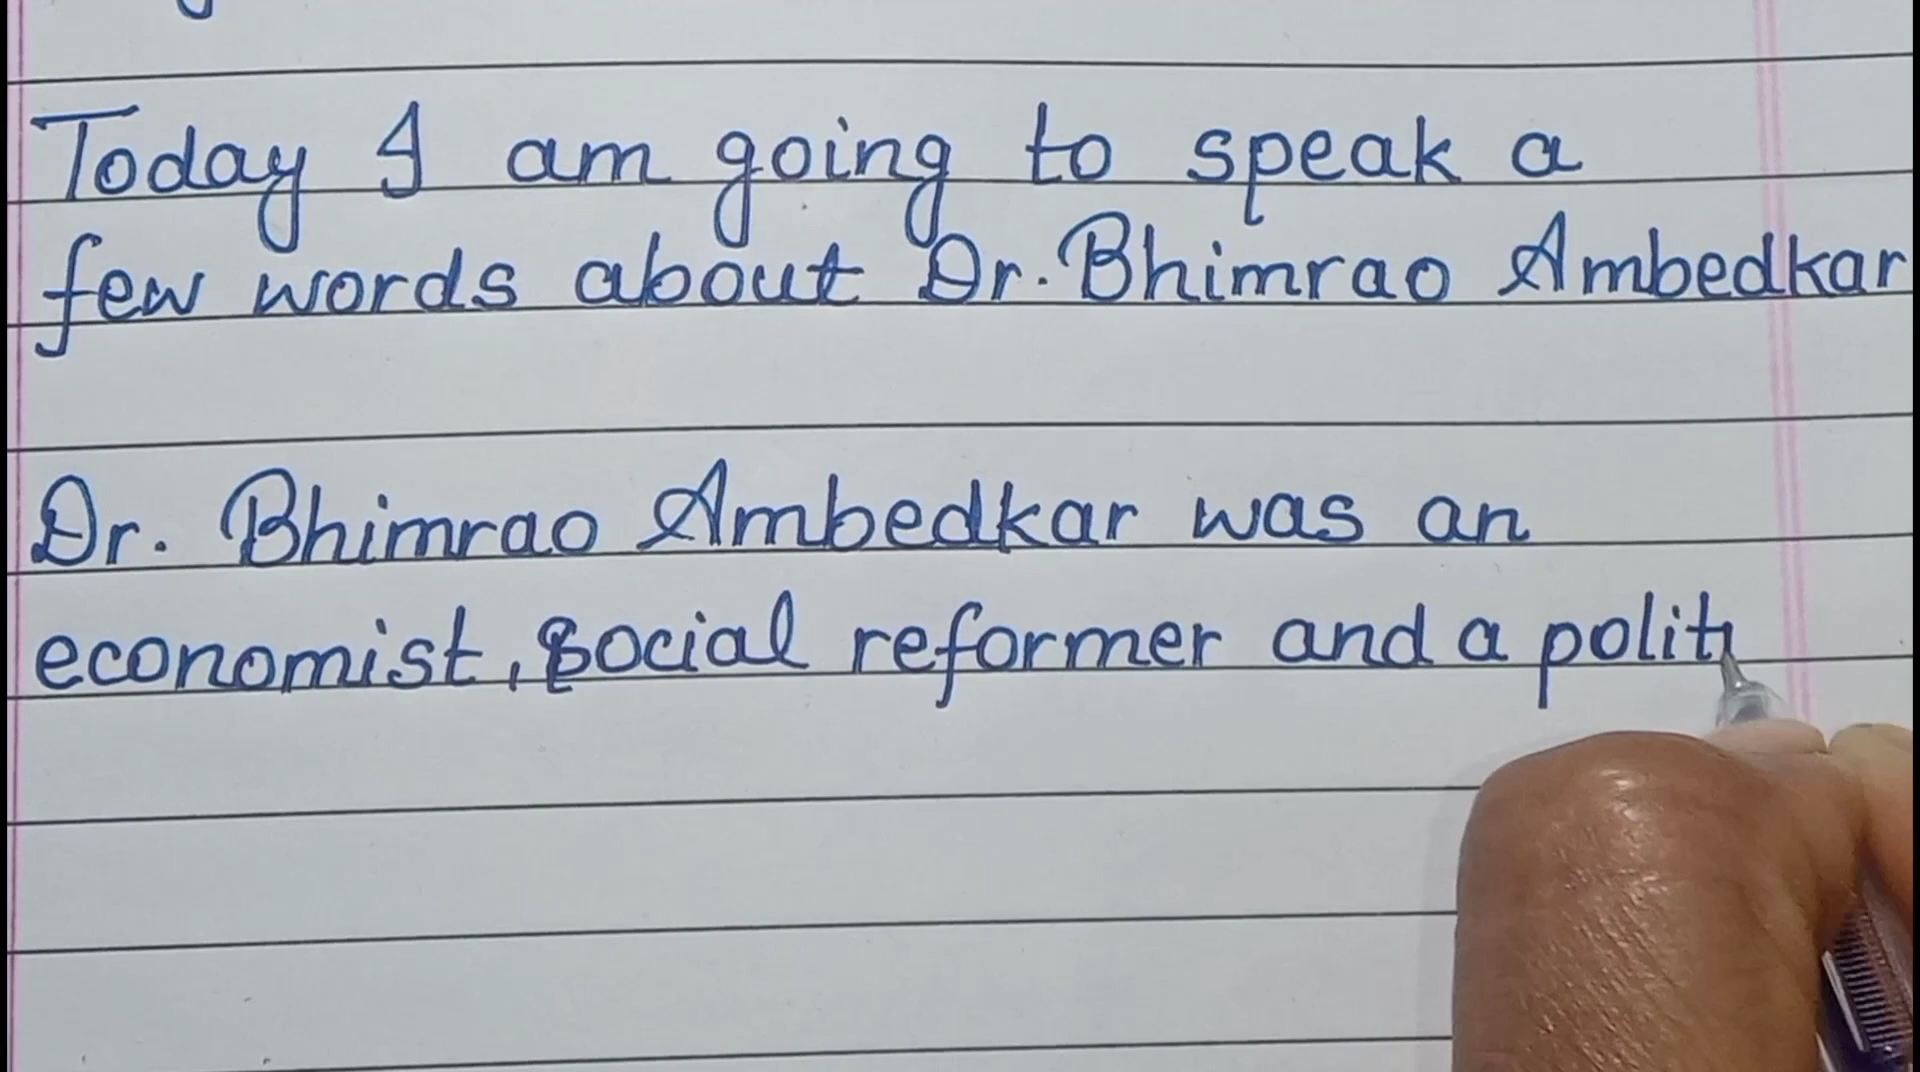 Today I am going to speak a
few words about Dr. Bhimrao Ambedkar
Dr. Bhimrao Ambedkar was an
economist, social reformer and a politi